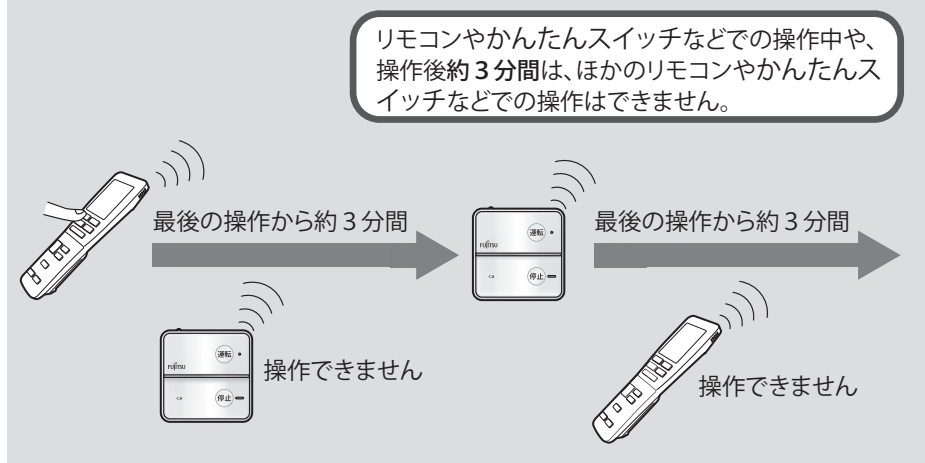 リモコンやかんたんスイッチなどでの操作中や、
操作後約3分間は、ほかのリモコンやかんたんス
イッチなどでの操作はできません。
最後の操作から約3分間
FUJITSU
運転
停止
最後の操作から約3分間
FUJITSU
運転
停止
操作できません
操作できません